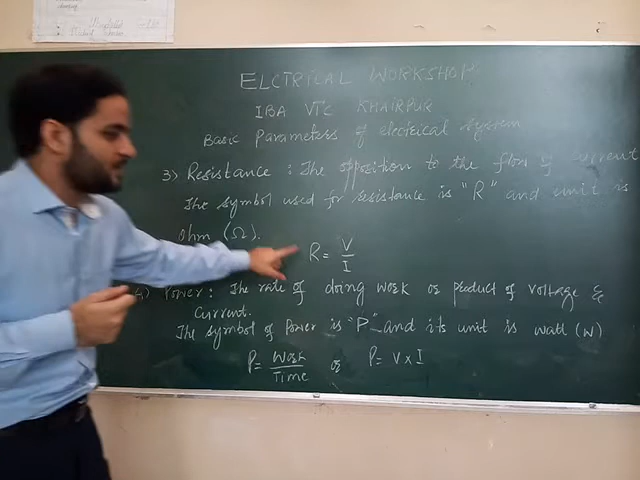 ELCTRICAL WORKSHOP
IBA VTC KHAIRPUR
Basic Parameters of electrical system
3) Resistance : The opposition to the flow of current
The symbol used for resistance is "R" and unit is
ohm (Ω).
R = V/I
4) Power : The rate of doing work or product of voltage &
current.
The symbol of Power is "P" and its unit is watt (W)
P = Work/Time or P = V x I